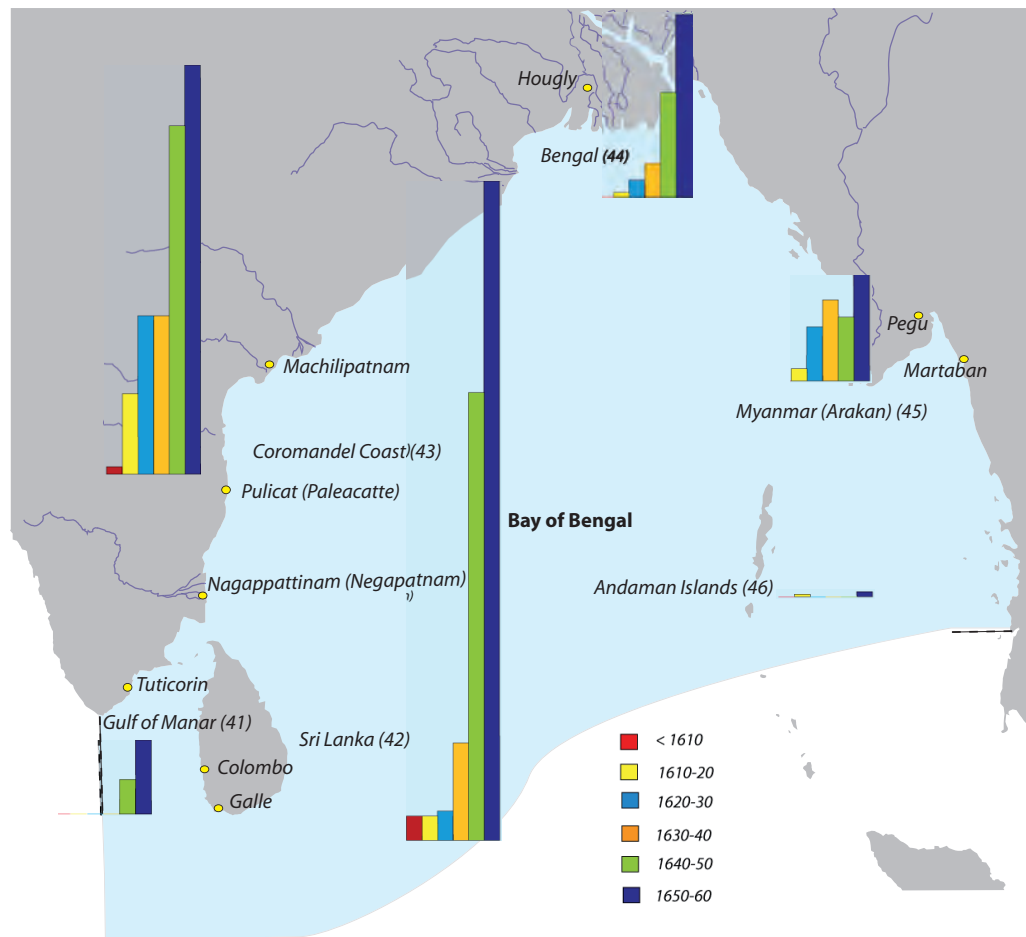 Hougly
Bengal (44)
Pegu
Machilipatnam
Martaban
Myanmar (Arakan) (45)
Coromandel Coast)(43)
Pulicat (Paleacatte)
Bay of Bengal
Nagappattinam (Negapatnam)
)
Andaman Islands (46)
Tuticorin
Gulf of Manar (41)
Sri Lanka (42)
Colombo
Galle
< 1610
1610-20
1620-30
1630-40
1640-50
1650-60